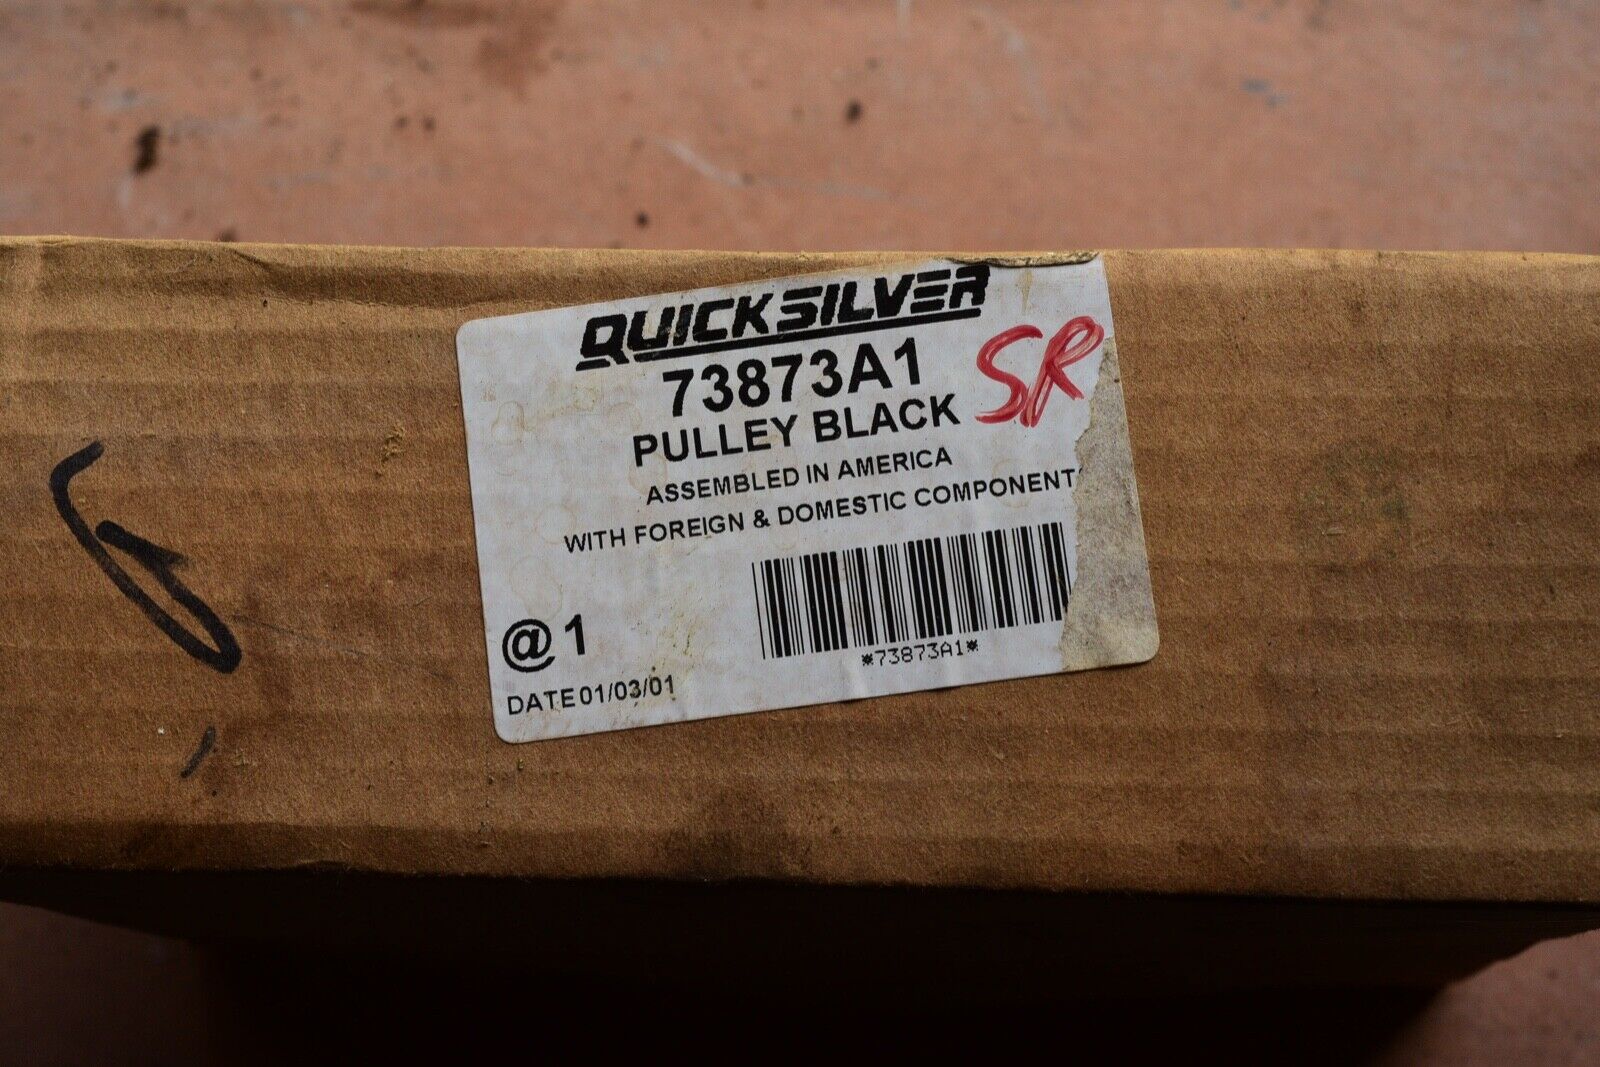 QUICKSILVER
73873A1 SR
PULLEY BLACK
ASSEMBLED IN AMERICA
WITH FOREIGN & DOMESTIC COMPONENT
@ 1
*73873A1*
DATE 01/03/01